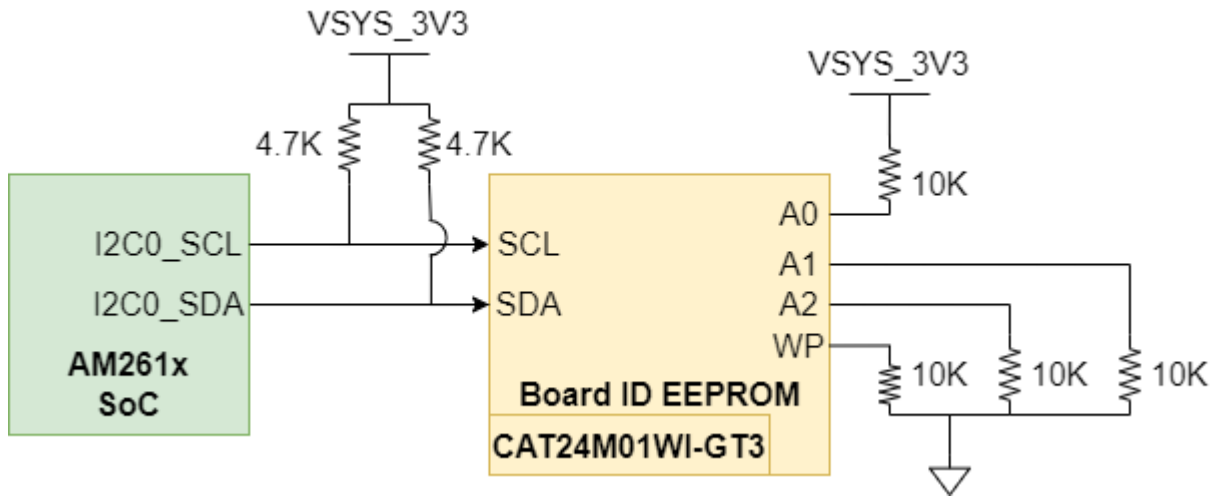 VSYS_3V3
VSYS_3V3
4.7K
4.7K
10K
I2C0_SCL
I2C0_SDA
AM261x
SoC
SCL
SDA
A0
A1
A2
WP
Board ID EEPROM
CAT24M01WI-GT3
10K
10K
10K